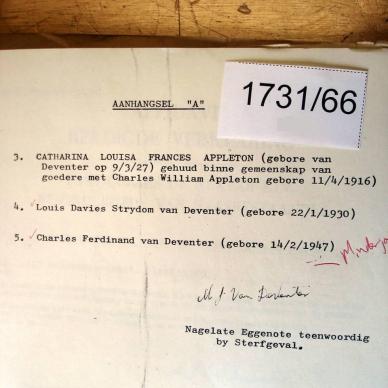 AANHANGSEL "A"
1731/66
3. CATHARINA LOUISA FRANCES APPLETON (gebore van
Deventer op 9/3/27) gehuud binne gemeenskap van
goedere met Charles William Appleton gebore 11/4/1916)
4. Louis Davies Strydom van Deventer (gebore 22/1/1930)
5. Charles Ferdinand van Deventer (gebore 14/2/1947)
M. J. Van Deventer
Nagelate Eggenote teenwoordig
by Sterfgeval.